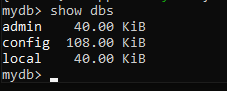 mydb> show dbs
admin    40.00 KiB
config  108.00 KiB
local    40.00 KiB
mydb>